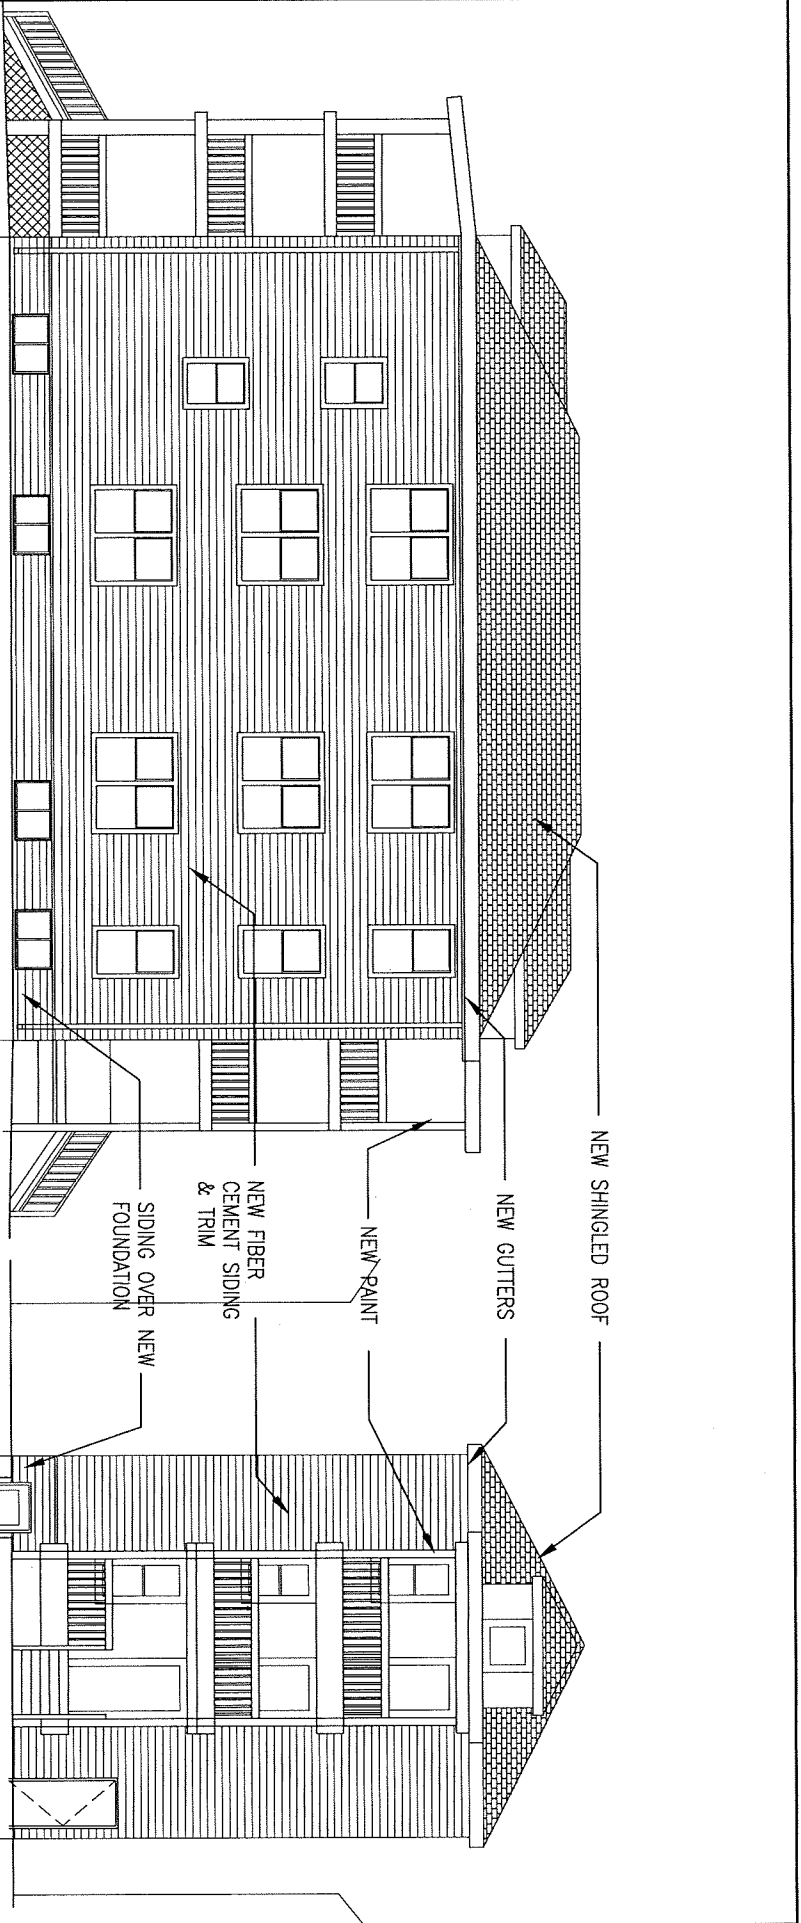 NEW SHINGLED ROOF
NEW GUTTERS
NEW PAINT
NEW FIBER
CEMENT SIDING
& TRIM
SIDING OVER NEW
FOUNDATION